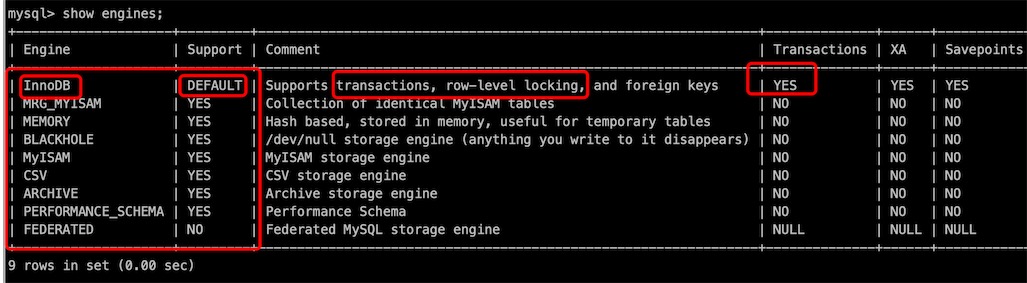 mysql> show engines;
| Engine | Support | Comment | Transactions | XA | Savepoints
| InnoDB | DEFAULT | Supports transactions, row-level locking, and foreign keys | YES | YES | YES
| MRG_MYISAM | YES | Collection of identical MyISAM tables | NO | NO | NO
| MEMORY | YES | Hash based, stored in memory, useful for temporary tables | NO | NO | NO
| BLACKHOLE | YES | /dev/null storage engine (anything you write to it disappears) | NO | NO | NO
| MyISAM | YES | MyISAM storage engine | NO | NO | NO
| CSV | YES | CSV storage engine | NO | NO | NO
| ARCHIVE | YES | Archive storage engine | NO | NO | NO
| PERFORMANCE_SCHEMA | YES | Performance Schema | NO | NO | NO
| FEDERATED | NO | Federated MySQL storage engine | NULL | NULL | NULL
9 rows in set (0.00 sec)